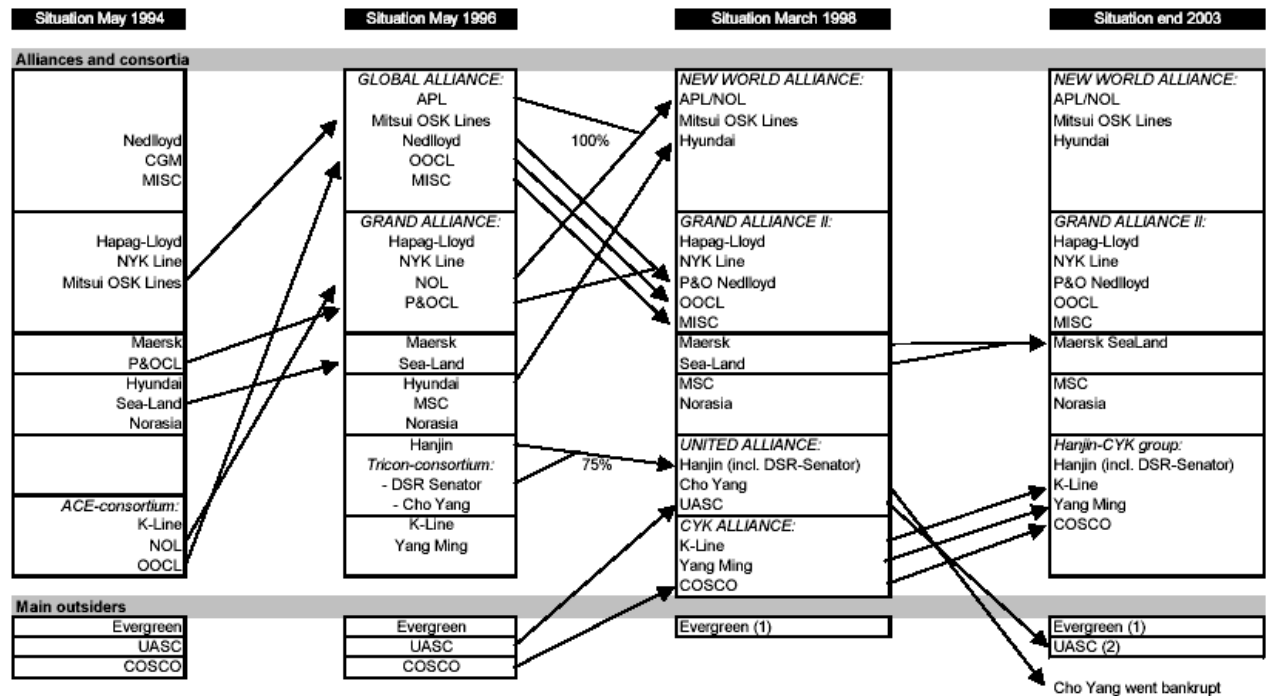 Situation May 1994
Situation May 1996
Situation March 1998
Situation end 2003
Alliances and consortia
Nedlloyd
CGM
MISC
Hapag-Lloyd
NYK Line
Mitsui OSK Lines
Maersk
P&OCL
Hyundai
Sea-Land
Norasia
ACE-consortium:
K-Line
NOL
OOCL
GLOBAL ALLIANCE:
APL
Mitsui OSK Lines
Nedlloyd
OOCL
MISC
GRAND ALLIANCE:
Hapag-Lloyd
NYK Line
NOL
P&OCL
Maersk
Sea-Land
Hyundai
MSC
Norasia
Hanjin
Tricon-consortium:
- DSR Senator
- Cho Yang
K-Line
Yang Ming
100%
75%
NEW WORLD ALLIANCE:
APL/NOL
Mitsui OSK Lines
Hyundai
GRAND ALLIANCE II:
Hapag-Lloyd
NYK Line
P&O Nedlloyd
OOCL
MISC
Maersk
Sea-Land
MSC
Norasia
UNITED ALLIANCE:
Hanjin (incl. DSR-Senator)
Cho Yang
UASC
CYK ALLIANCE:
K-Line
Yang Ming
COSCO
NEW WORLD ALLIANCE:
APL/NOL
Mitsui OSK Lines
Hyundai
GRAND ALLIANCE II:
Hapag-Lloyd
NYK Line
P&O Nedlloyd
OOCL
MISC
Maersk SeaLand
MSC
Norasia
Hanjin-CYK group:
Hanjin (incl. DSR-Senator)
K-Line
Yang Ming
COSCO
Main outsiders
Evergreen
UASC
COSCO
Evergreen
UASC
COSCO
Evergreen (1)
Evergreen (1)
UASC (2)
Cho Yang went bankrupt